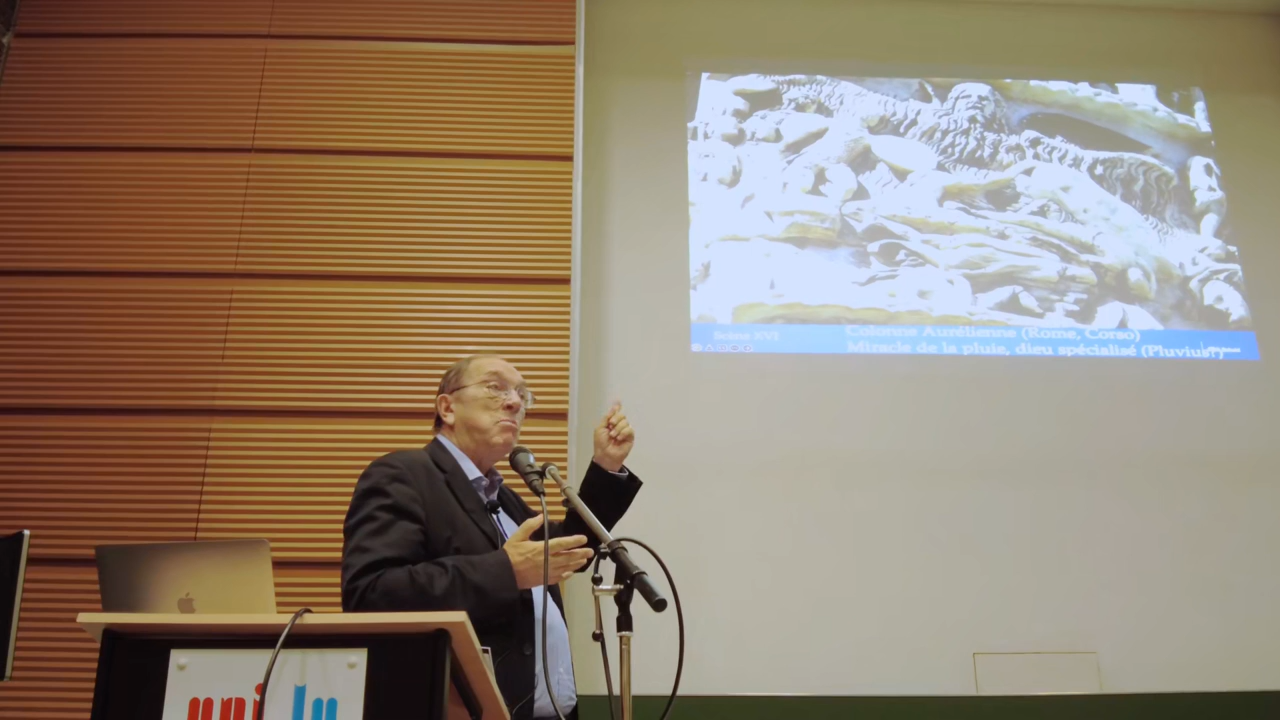 Scène XVI
Colonne Aurélienne (Rome, Corso)
Miracle de la pluie, dieu spécialisé (Pluvius?)
uni lu